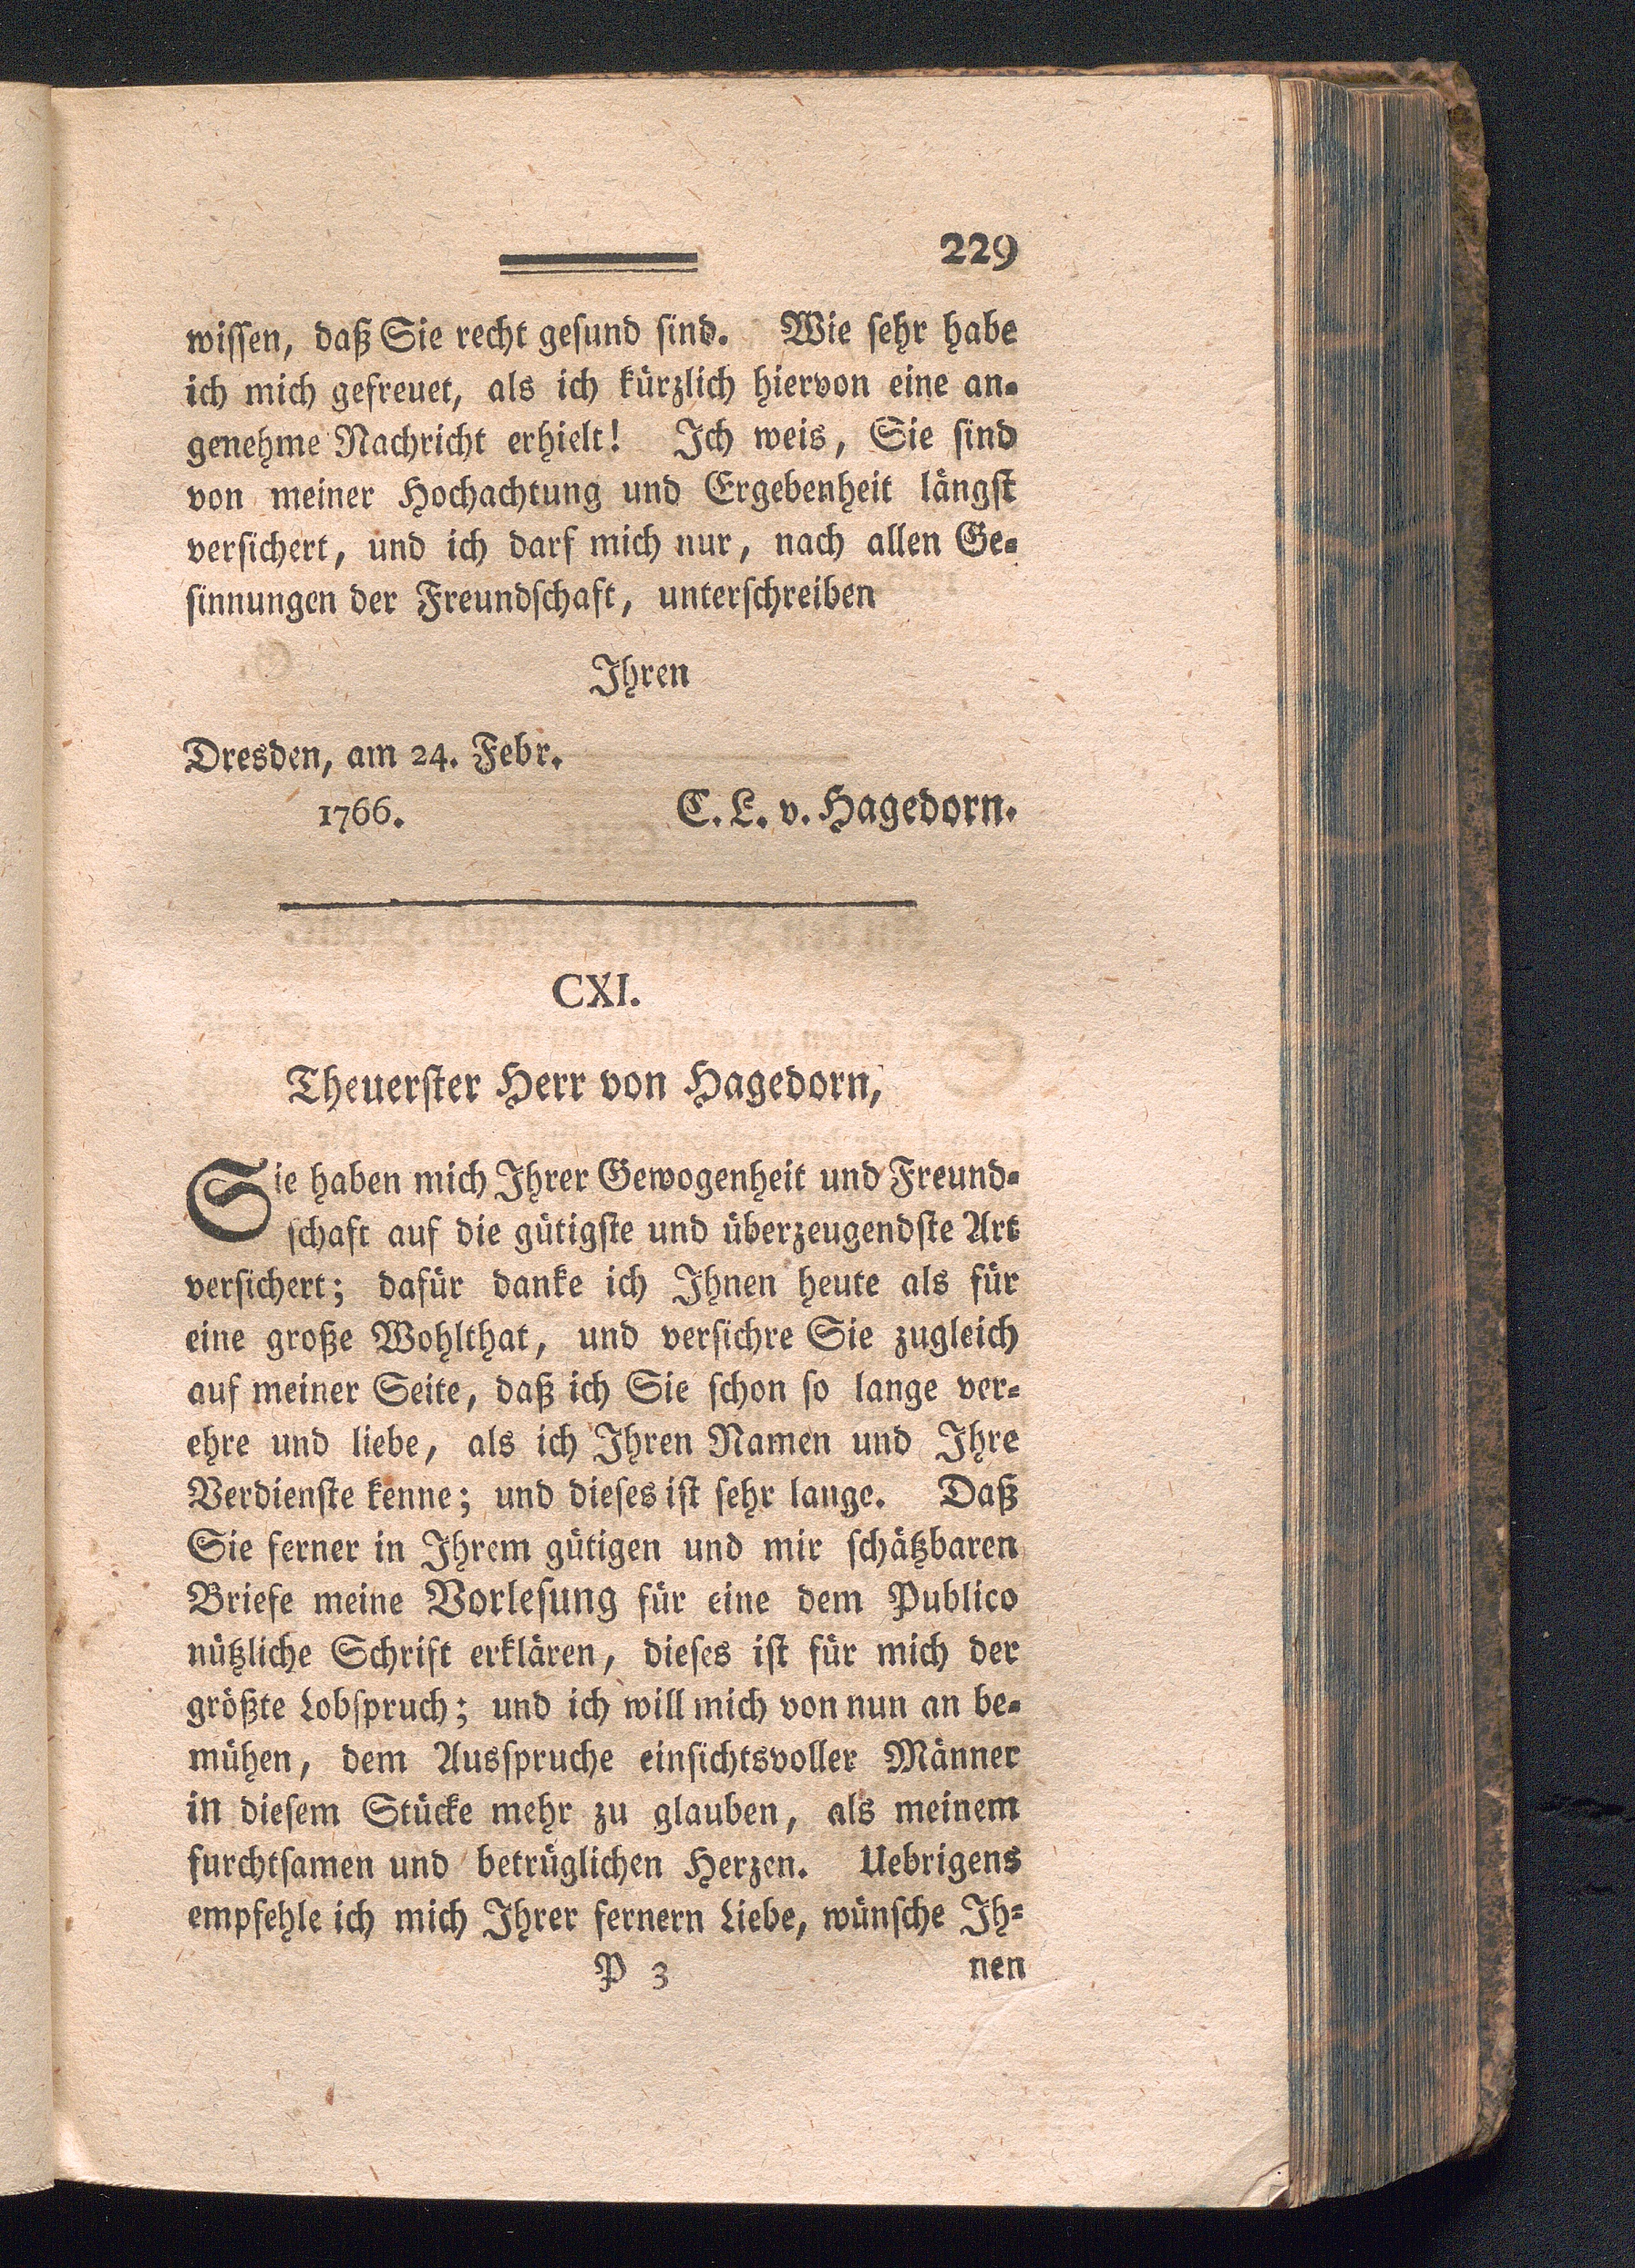 229
wissen, daß Sie recht gesund sind. Wie sehr habe
ich mich gefreuet, als ich kürzlich hiervon eine an-
genehme Nachricht erhielt! Ich weis, Sie sind
von meiner Hochachtung und Ergebenheit längst
versichert, und ich darf mich nur, nach allen Ge-
sinnungen der Freundschaft, unterschreiben
Ihren
Dresden, am 24. Febr.
1766. C. L. v. Hagedorn.
CXI.
Theuerster Herr von Hagedorn,
Sie haben mich Ihrer Gewogenheit und Freund-
schaft auf die gütigste und überzeugendste Art
versichert; dafür danke ich Ihnen heute als für
eine große Wohlthat, und versichre Sie zugleich
auf meiner Seite, daß ich Sie schon so lange ver-
ehre und liebe, als ich Ihren Namen und Ihre
Verdienste kenne; und dieses ist sehr lange. Daß
Sie ferner in Ihrem gütigen und mir schätzbaren
Briefe meine Vorlesung für eine dem Publico
nützliche Schrift erklären, dieses ist für mich der
größte Lobspruch; und ich will mich von nun an be-
mühen, dem Ausspruche einsichtsvoller Männer
in diesem Stücke mehr zu glauben, als meinem
furchtsamen und betrüglichen Herzen. Uebrigens
empfehle ich mich Ihrer fernern Liebe, wünsche Ih-
P 3 nen